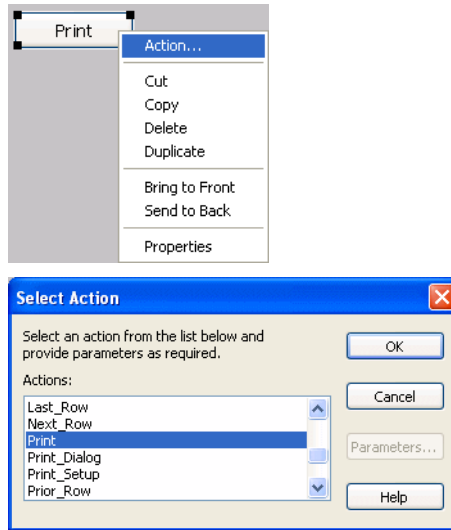 Print
Action...
Cut
Copy
Delete
Duplicate
Bring to Front
Send to Back
Properties
Select Action
Select an action from the list below and
provide parameters as required.
OK
Actions:
Cancel
Last_Row
Next_Row
Print
Parameters...
Print_Dialog
Print_Setup
Prior_Row
Help